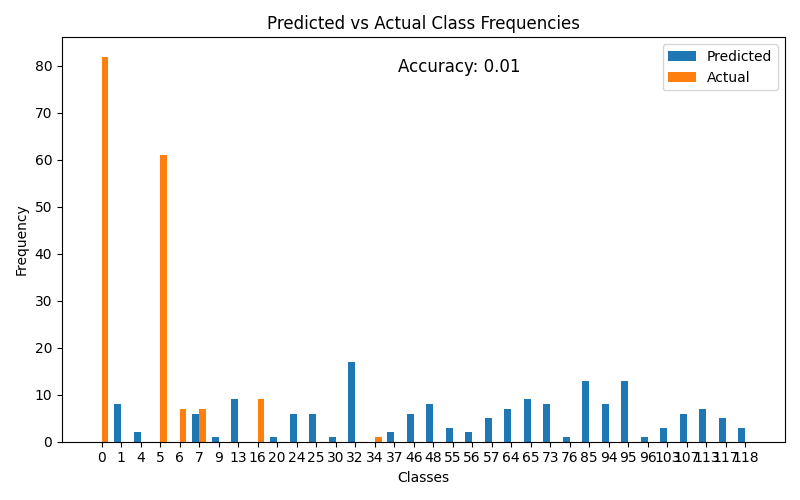 Predicted vs Actual Class Frequencies
Accuracy: 0.01
Predicted
Actual
Frequency
80
70
60
50
40
30
20
10
0
0 1 4 5 6 7 9 13 16 20 24 25 30 32 34 37 46 48 55 56 57 64 65 73 76 85 94 95 96 103 107 113 117 118
Classes